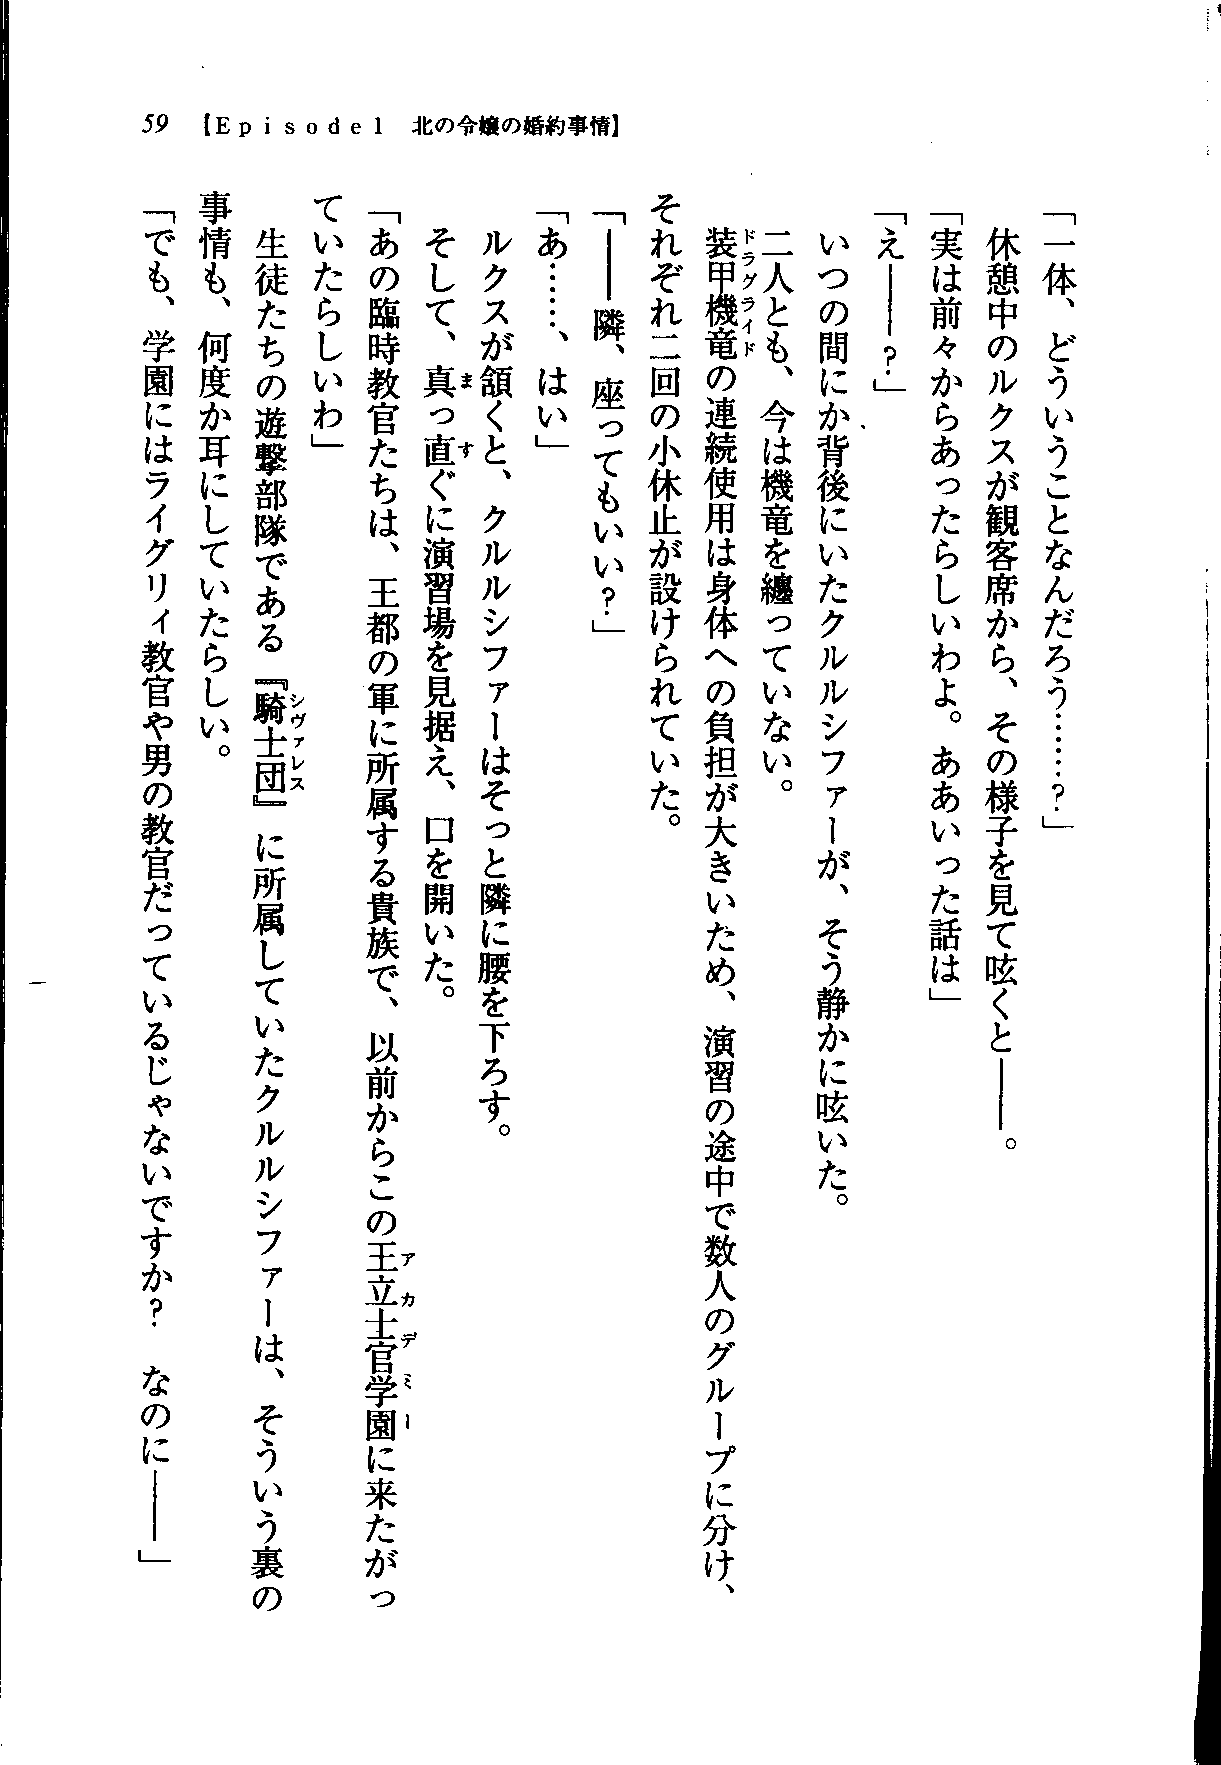 59 【Episode1 北の令嬢の婚約事情】
「一体、どういうことなんだろう……？」
休憩中のルクスが観客席から、その様子を見て呟くと――。
「実は前々からあったらしいわよ。ああいった話は」
「え――？」
いつの間にか背後にいたクルルシファーが、そう静かに呟いた。
二人とも、今は機竜を纏っていない。
装甲機竜の連続使用は身体への負担が大きいため、演習の途中で数人のグループに分け、
ドラグライド
それぞれ二回の小休止が設けられていた。
「――隣、座ってもいい？」
「あ……、はい」
ルクスが頷くと、クルルシファーはそっと隣に腰を下ろす。
そして、真っ直ぐに演習場を見据え、口を開いた。
ま す
「あの臨時教官たちは、王都の軍に所属する貴族で、以前からこの王立士官学園に来たがっ
アカデミー
ていたらしいわ」
生徒たちの遊撃部隊である『騎士団』に所属していたクルルシファーは、そういう裏の
シヴァレス
事情も、何度か耳にしていたらしい。
「でも、学園にはライグリィ教官や男の教官だっているじゃないですか？　なのに――」